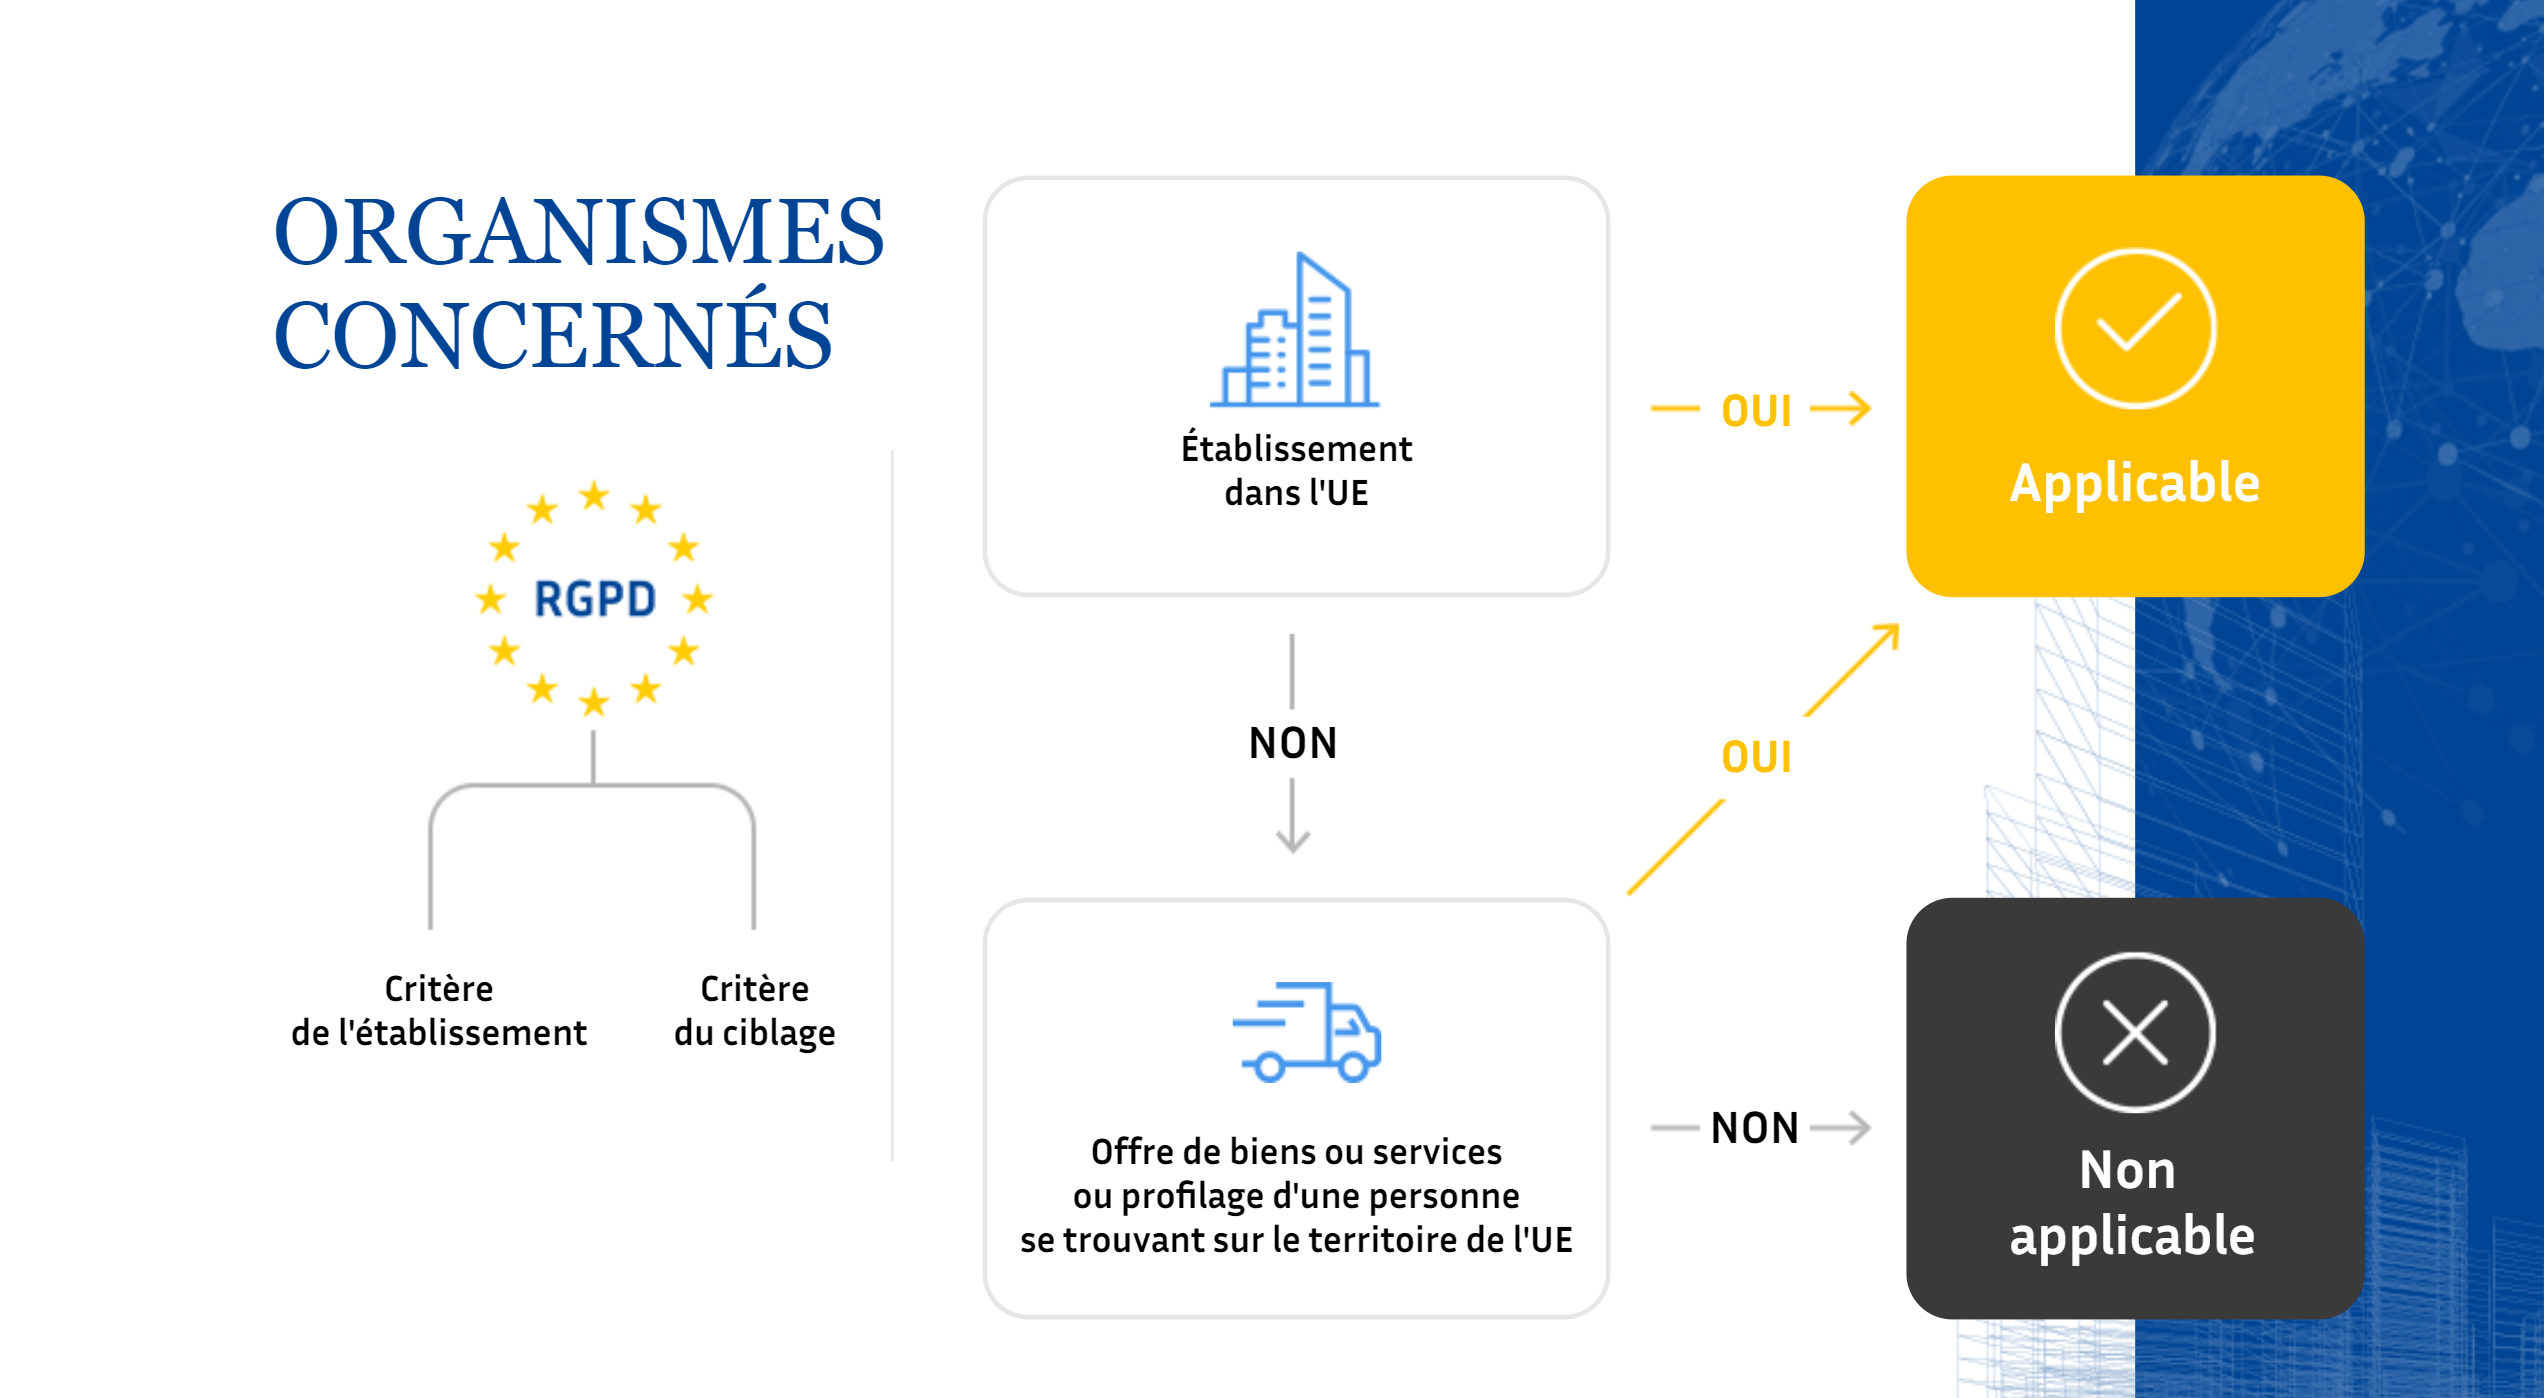 ORGANISMES
CONCERNÉS
RGPD
Critère
de l'établissement
Critère
du ciblage
Établissement
dans l'UE
OUI
Applicable
NON
OUI
Offre de biens ou services
ou profilage d'une personne
se trouvant sur le territoire de l'UE
NON
Non
applicable